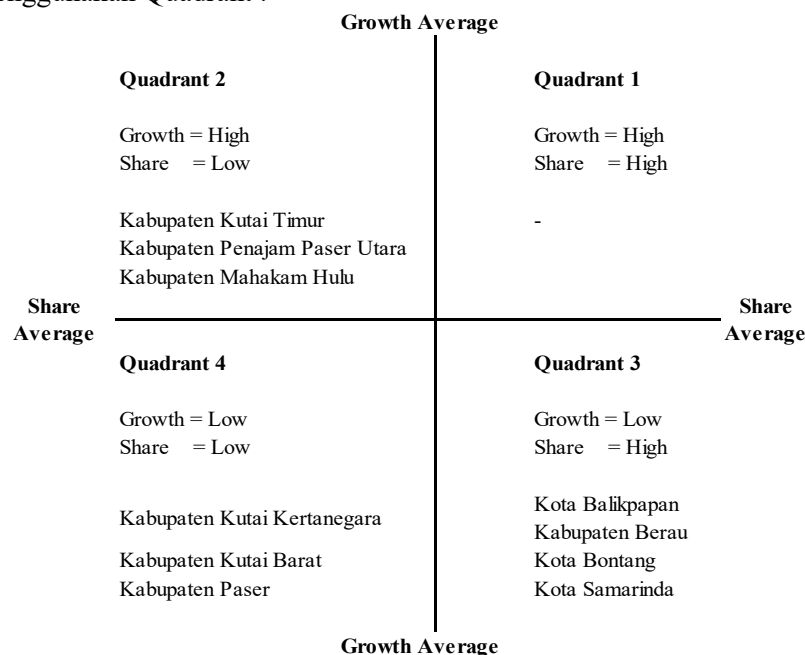 Growth Average
Quadrant 2
Quadrant 1
Growth = High
Share = Low
Growth = High
Share = High
Kabupaten Kutai Timur
Kabupaten Penajam Paser Utara
Kabupaten Mahakam Hulu
-
Share
Average
Share
Average
Quadrant 4
Quadrant 3
Growth = Low
Share = Low
Growth = Low
Share = High
Kabupaten Kutai Kertanegara
Kabupaten Kutai Barat
Kabupaten Paser
Kota Balikpapan
Kabupaten Berau
Kota Bontang
Kota Samarinda
Growth Average